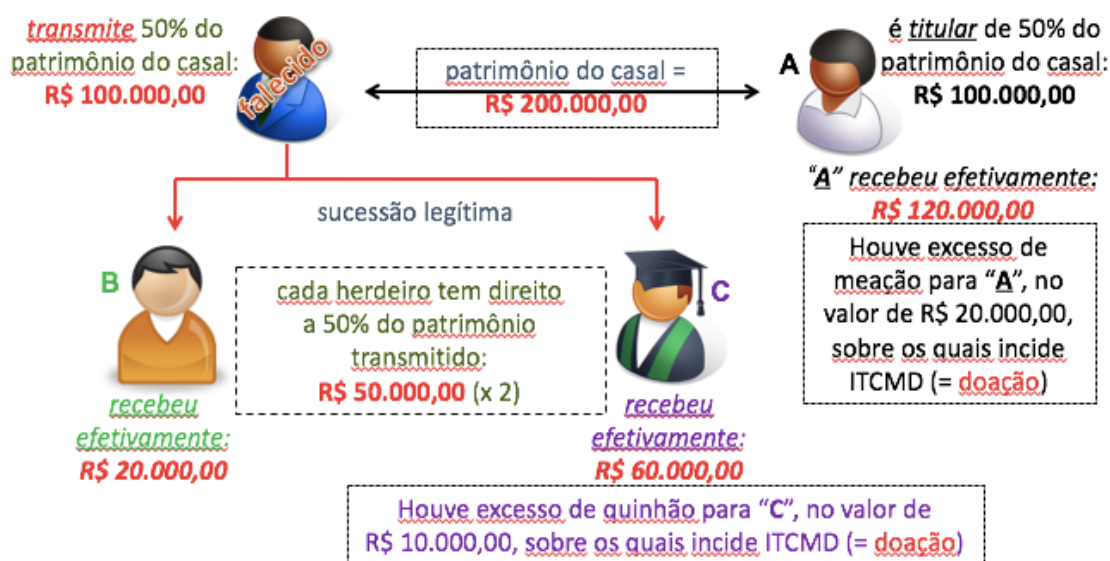 transmite 50% do
patrimônio do casal:
R$ 100.000,00
falecido
patrimônio do casal =
R$ 200.000,00
A
é titular de 50% do
patrimônio do casal:
R$ 100.000,00
"A" recebeu efetivamente:
R$ 120.000,00
Houve excesso de
meação para "A", no
valor de R$ 20.000,00,
sobre os quais incide
ITCMD (= doação)
sucessão legítima
B
cada herdeiro tem direito
a 50% do patrimônio
transmitido:
R$ 50.000,00 (x 2)
C
recebeu
efetivamente:
R$ 20.000,00
recebeu
efetivamente:
R$ 60.000,00
Houve excesso de quinhão para "C", no valor de
R$ 10.000,00, sobre os quais incide ITCMD (= doação)